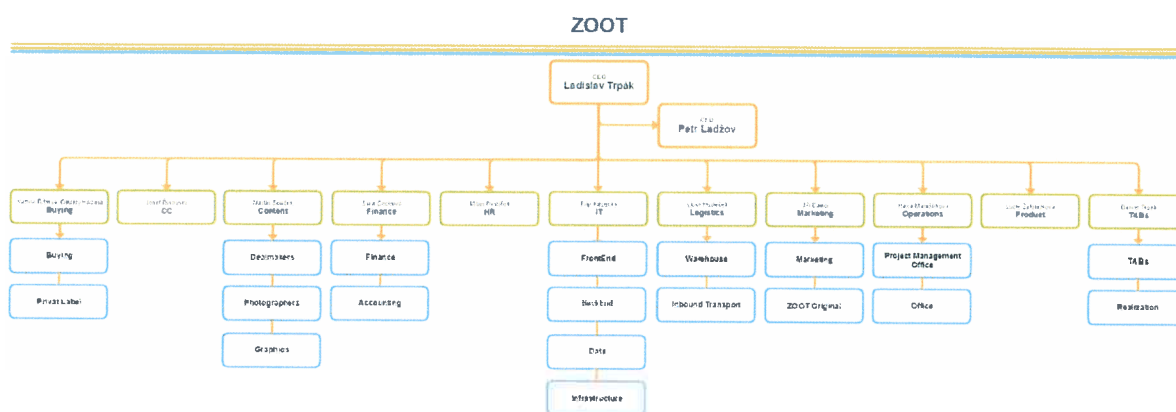 ZOOT
CEO
Ladislav Trpák
Petr Ladžov
Buying
CC
Content
Finance
HR
IT
Logistics
Marketing
Operations
Product
TABs
Buying
Dealmakers
Finance
FrontEnd
Warehouse
Marketing
Project Management
Office
TABs
Private Label
Photographers
Accounting
BackEnd
Inbound Transport
ZOOT Original
Office
Realization
Graphics
Data
Infrastructure